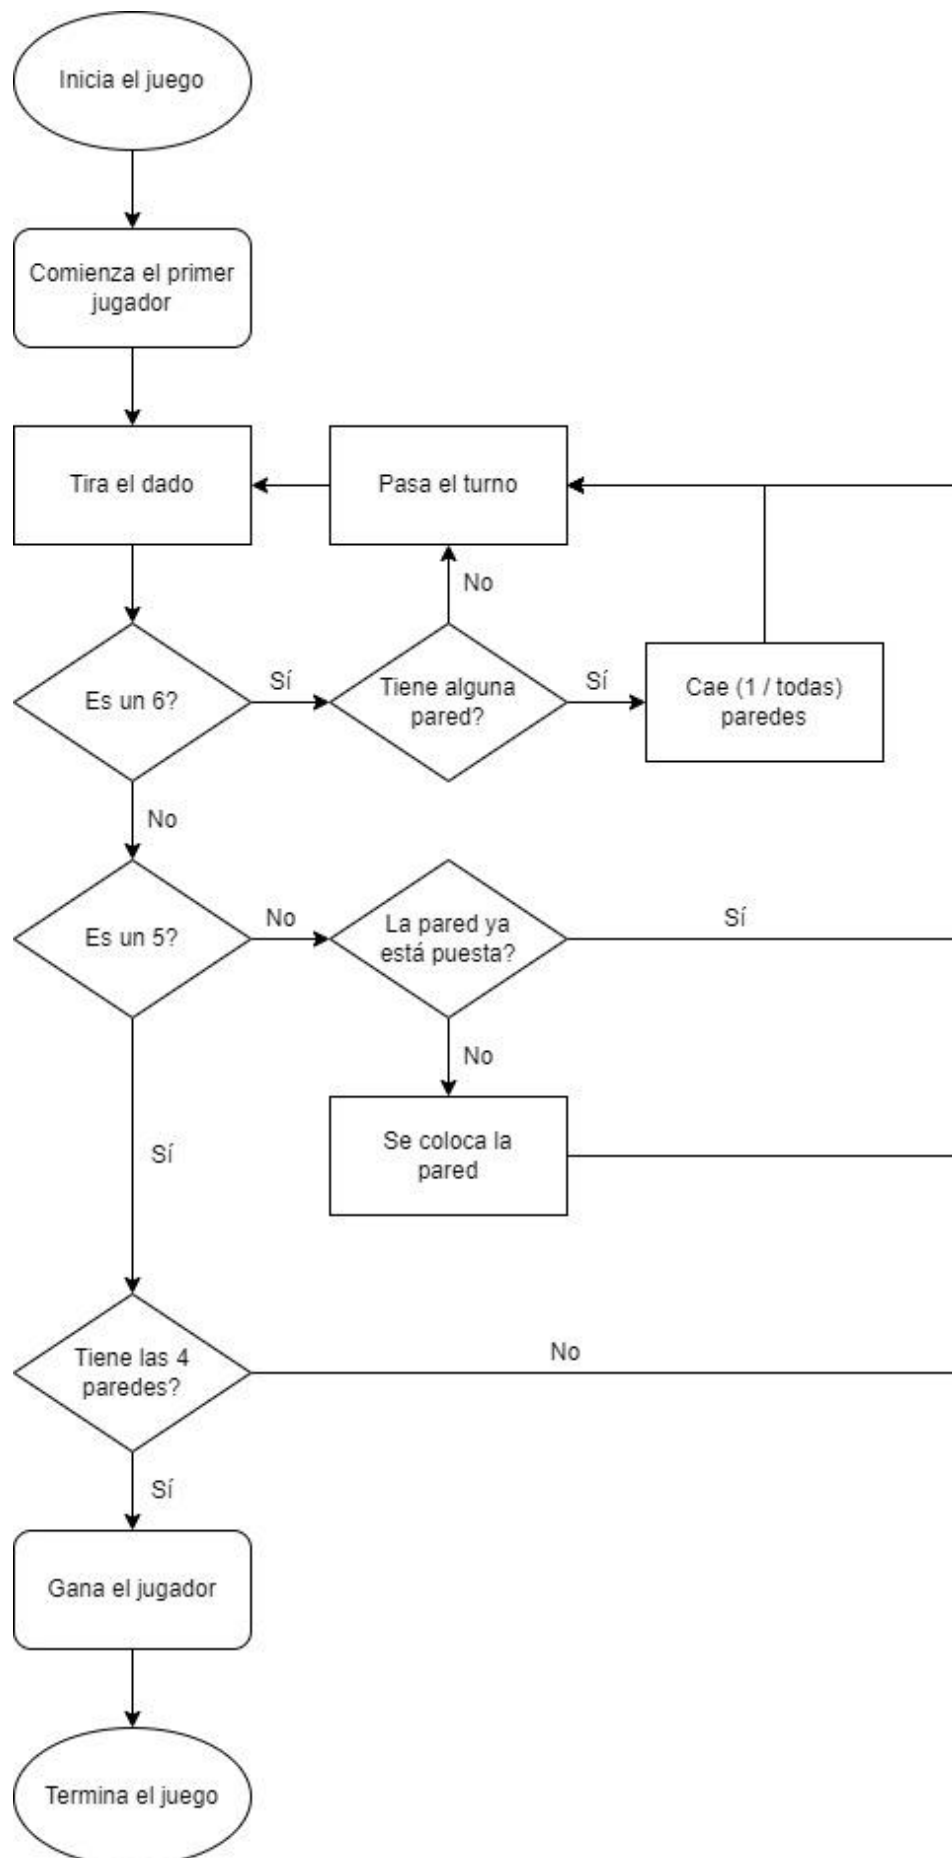 Inicia el juego
Comienza el primer
jugador
Tira el dado
Pasa el turno
No
Es un 6?
Sí
Tiene alguna
pared?
Sí
Cae (1 / todas)
paredes
No
Es un 5?
No
La pared ya
está puesta?
Sí
No
Sí
Se coloca la
pared
Tiene las 4
paredes?
No
Sí
Gana el jugador
Termina el juego